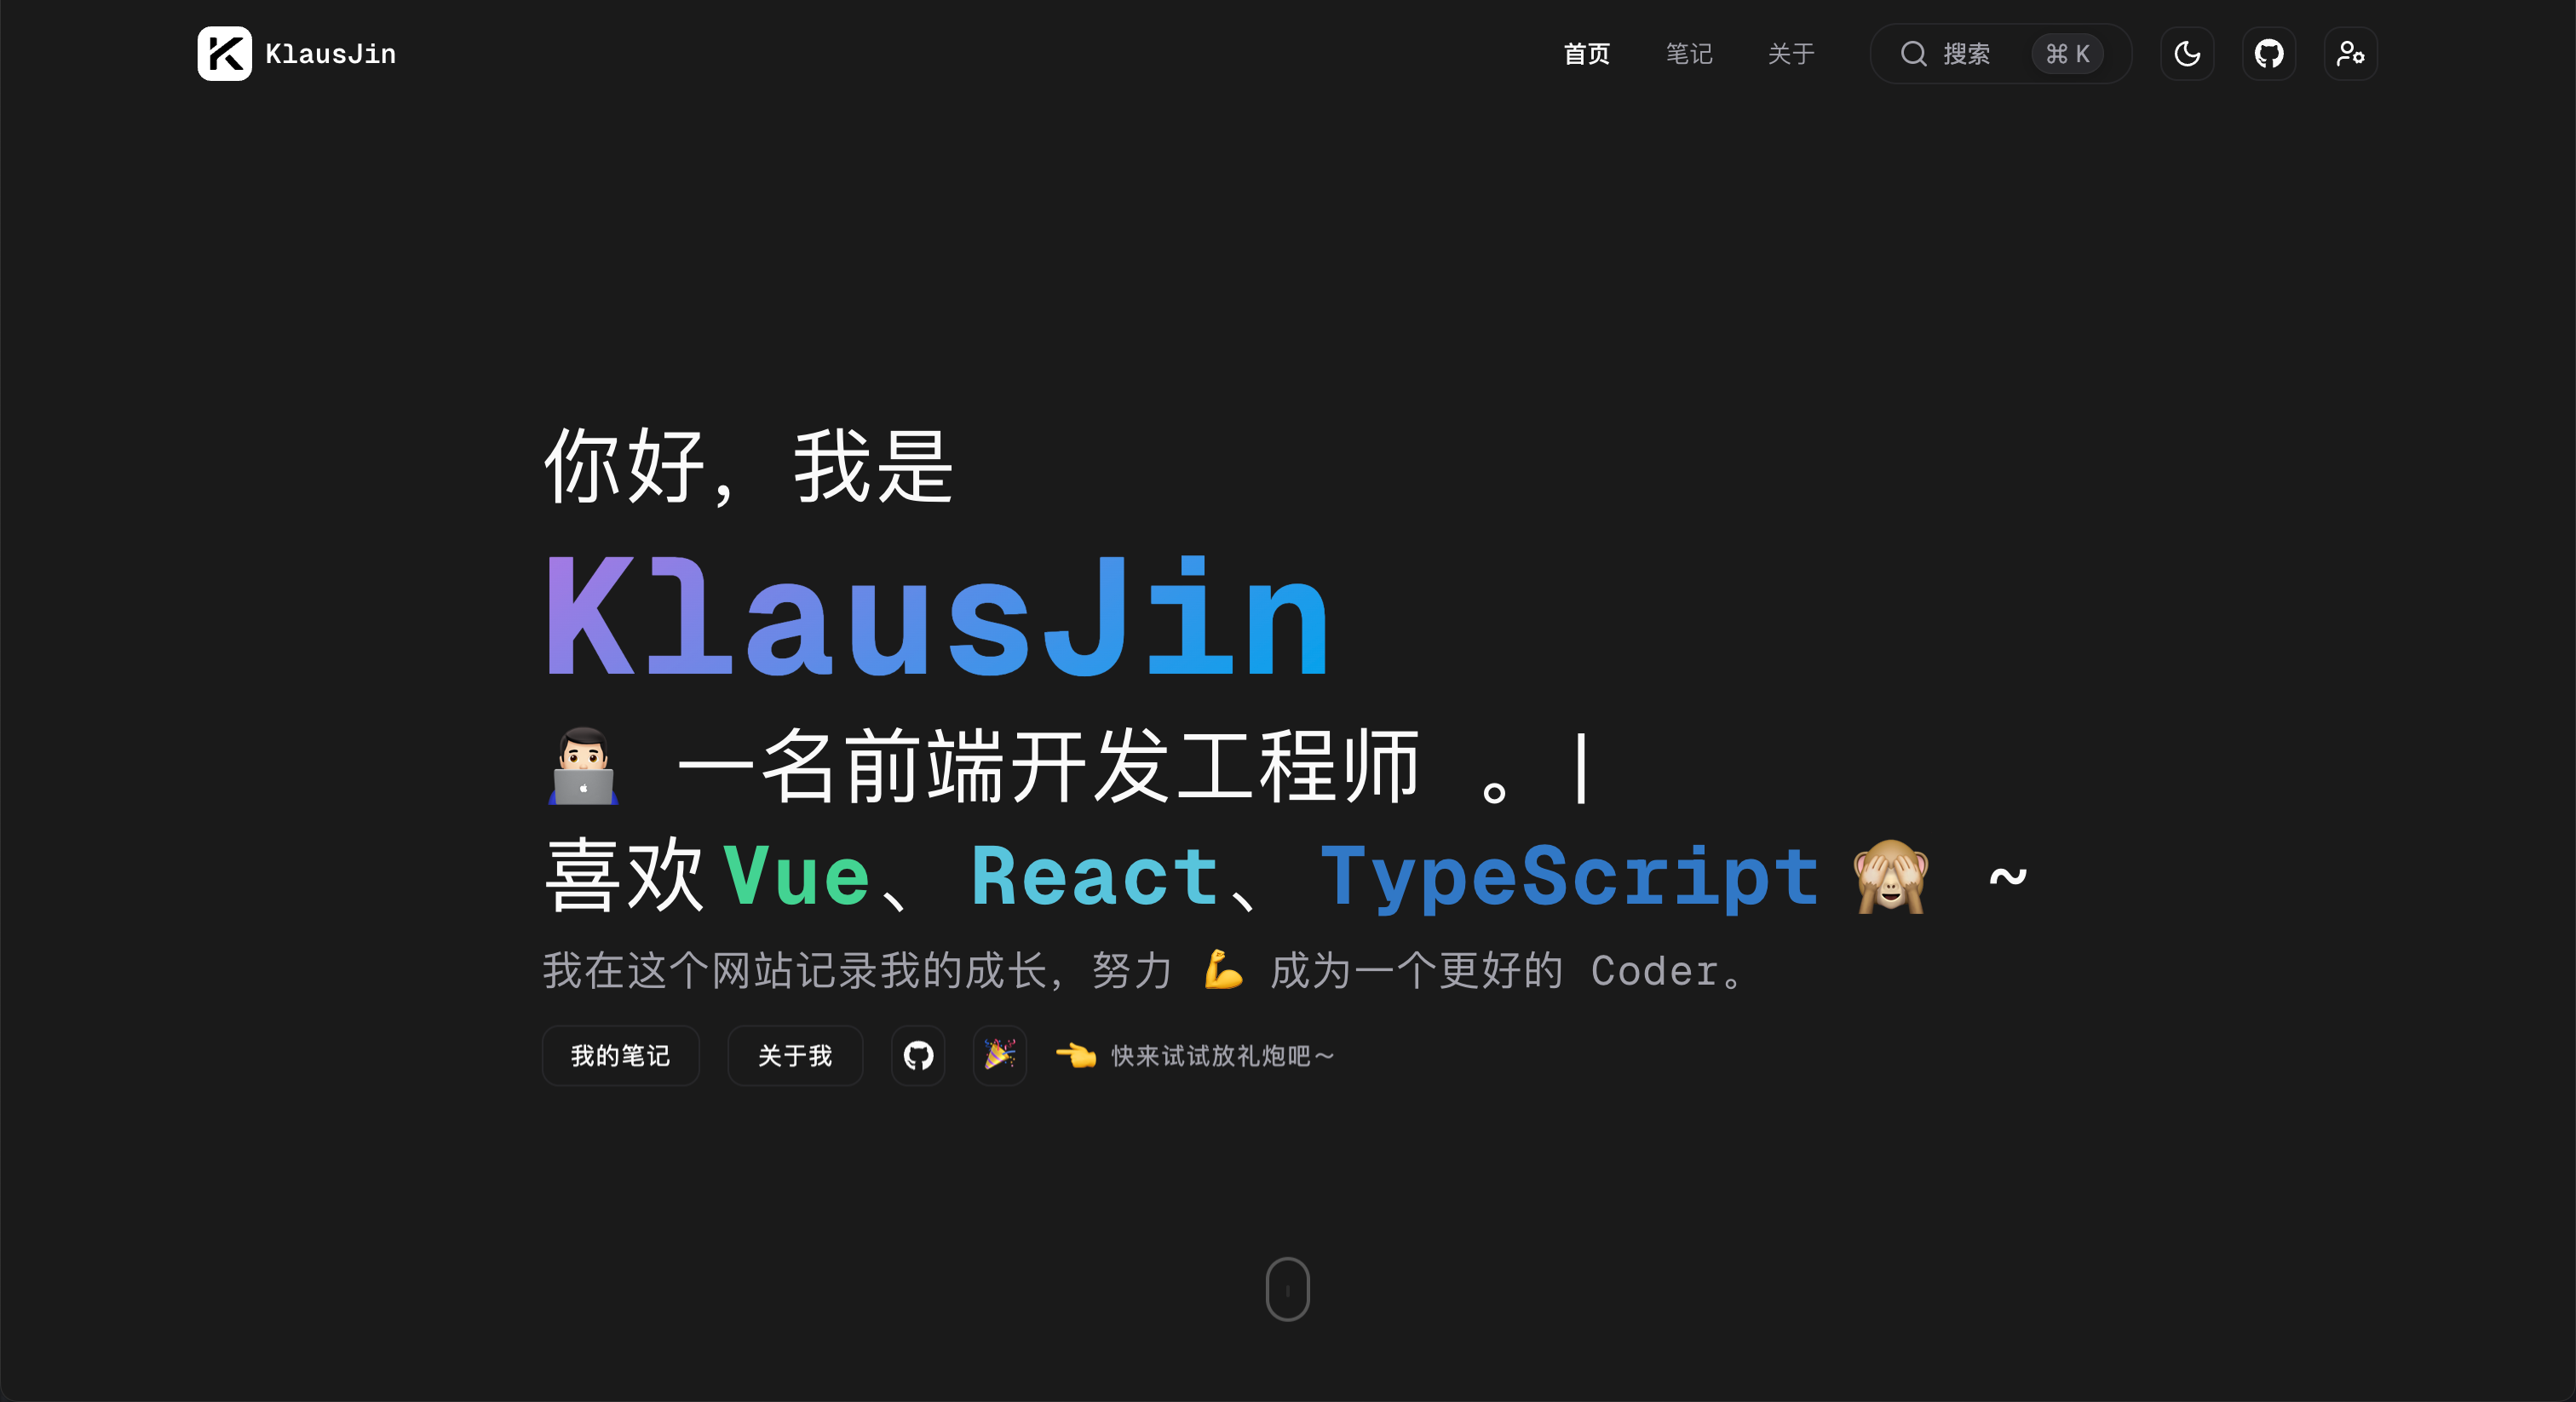 KlausJin
首页 笔记 关于 搜索 ⌘ K
你好，我是
KlausJin
👨🏻‍💻 一名前端开发工程师 。|
喜欢 Vue、React、TypeScript 🙈 ~
我在这个网站记录我的成长，努力 💪 成为一个更好的 Coder。
我的笔记 关于我 🎉 👈 快来试试放礼炮吧～